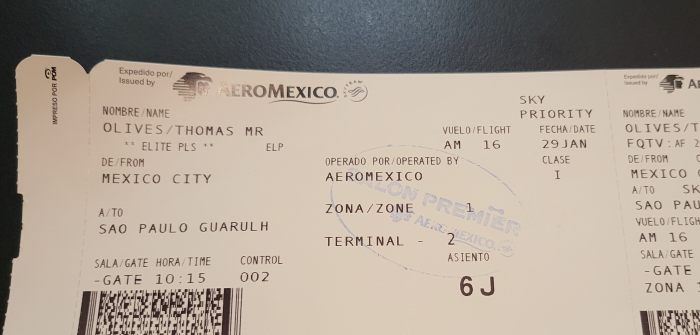 IMPRESO POR PDM
Expedido por/
Issued by
AEROMEXICO.
SKY
PRIORITY
NOMBRE/NAME
OLIVES/THOMAS MR
VUELO/FLIGHT FECHA/DATE
AM 16 29JAN
** ELITE PLS ** ELP
DE/FROM
MEXICO CITY
OPERADO POR/OPERATED BY CLASE
AEROMEXICO I
A/TO
SAO PAULO GUARULH
ZONA/ZONE 1
SALON PREMIER
AEROMEXICO.
TERMINAL - 2
SALA/GATE HORA/TIME CONTROL
-GATE 10:15 002
ASIENTO
6J
Expedido por/
Issued by
NOMBRE/NAME
OLIVES/T
FQTV: AF 2
DE/FROM
MEXICO
A/TO SK
SAO PAU
VUELO/FLIGHT
AM 16
SALA/GATE
-GATE
ZONA